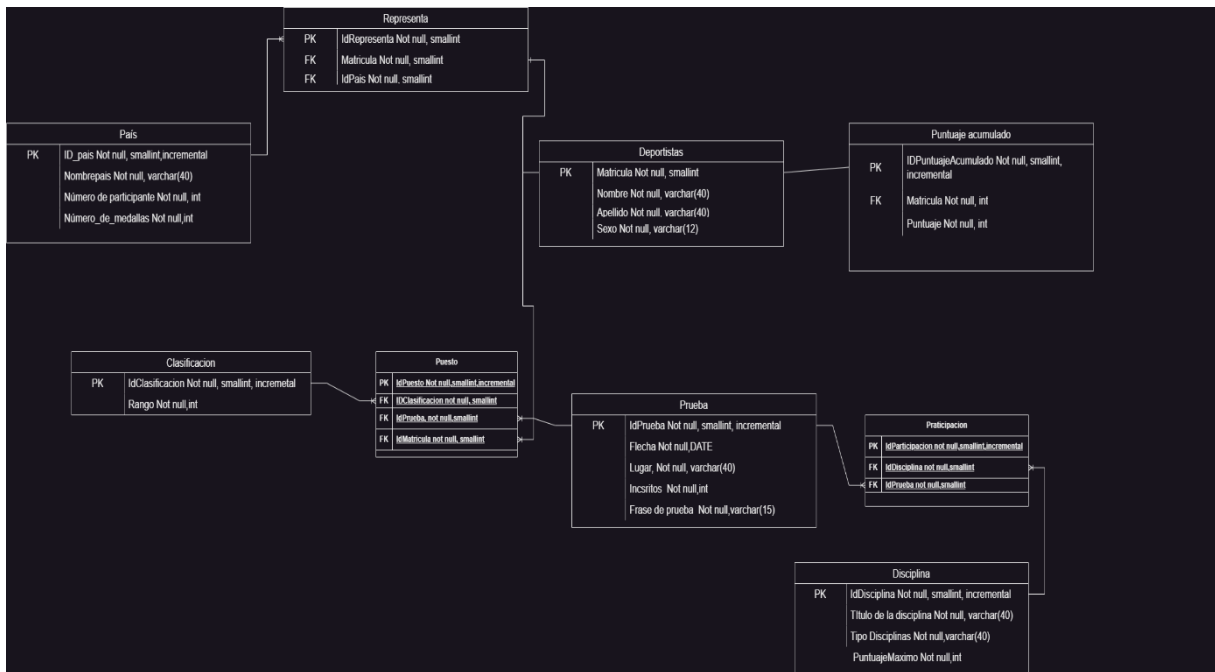 Representa
PK IdRepresenta Not null, smallint
FK Matricula Not null, smallint
FK IdPais Not null, smallint
País
PK ID_pais Not null, smallint,incremental
Nombrepais Not null, varchar(40)
Número de participante Not null, int
Número_de_medallas Not null,int
Deportistas
PK Matricula Not null, smallint
Nombre Not null, varchar(40)
Apellido Not null, varchar(40)
Sexo Not null, varchar(12)
Puntuaje acumulado
PK IDPuntuajeAcumulado Not null, smallint,
incremental
FK Matricula Not null, int
Puntuaje Not null, int
Clasificacion
PK IdClasificacion Not null, smallint, incremetal
Rango Not null,int
Puesto
PK IdPuesto Not null,smallint,incremental
FK IDClasificacion not null, smallint
FK IdPrueba, not null,smallint
FK IdMatricula not null, smallint
Prueba
PK IdPrueba Not null, smallint, incremental
Flecha Not null,DATE
Lugar, Not null, varchar(40)
Incsritos Not null,int
Frase de prueba Not null,varchar(15)
Praticipacion
PK IdParticipacion not null,smallint,incremental
FK IdDisciplina not null,smallint
FK IdPrueba not null,smallint
Disciplina
PK IdDisciplina Not null, smallint, incremental
Título de la disciplina Not null, varchar(40)
Tipo Disciplinas Not null,varchar(40)
PuntuajeMaximo Not null,int